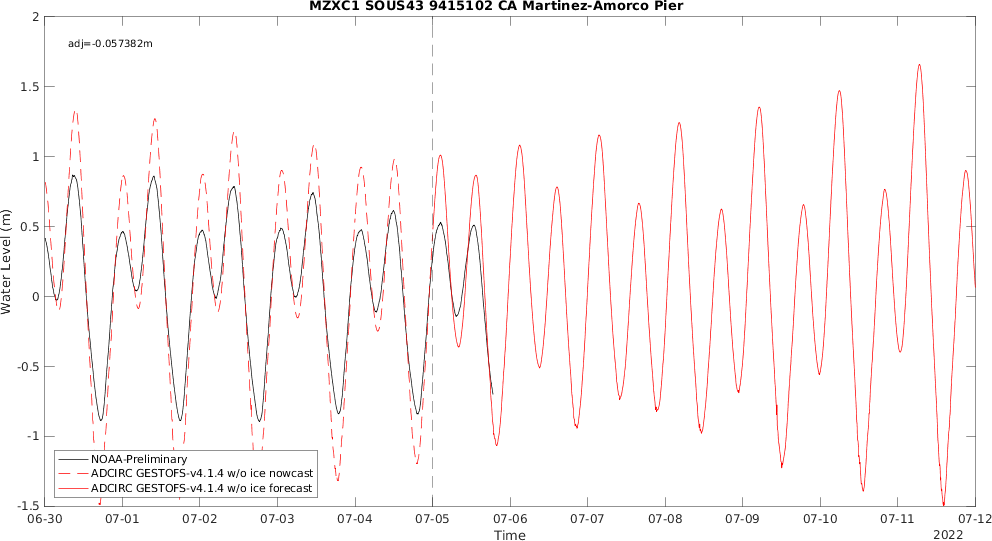 MZXC1 SOUS43 9415102 CA Martinez-Amorco Pier
adj=-0.057382m
2
1.5
1
0.5
0
-0.5
-1
-1.5
Water Level (m)
NOAA-Preliminary
ADCIRC GESTOFS-v4.1.4 w/o ice nowcast
ADCIRC GESTOFS-v4.1.4 w/o ice forecast
06-30 07-01 07-02 07-03 07-04 07-05 07-06 07-07 07-08 07-09 07-10 07-11 07-12
Time
2022